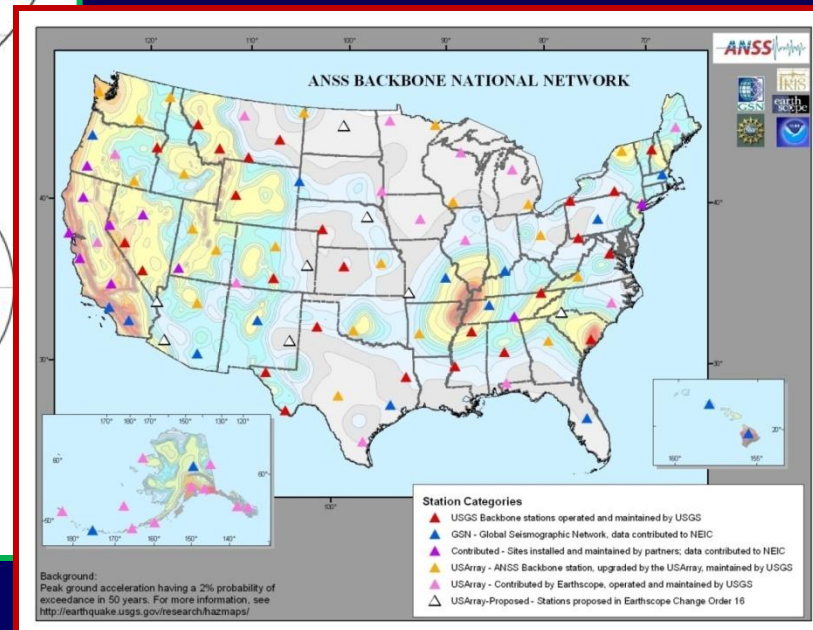 120°
110°
100°
90°
80°
70°
ANSS
ANSS BACKBONE NATIONAL NETWORK
GSN
IRIS
earth
scope
40°
40°
30°
30°
100°
170°
180°
170°
160°
140°
120°
110°
60°
60°
50°
50°
180°
170°
160°
150°
140°
130°
20°
160°
155°
Station Categories
USGS Backbone stations operated and maintained by USGS
GSN - Global Seismographic Network, data contributed to NEIC
Contributed - Sites installed and maintained by partners; data contributed to NEIC
USArray - ANSS Backbone station, upgraded by the USArray, maintained by USGS
USArray - Contributed by Earthscope, operated and maintained by USGS
USArray-Proposed - Stations proposed in Earthscope Change Order 16
Background:
Peak ground acceleration having a 2% probability of
exceedance in 50 years. For more information, see
http://earthquake.usgs.gov/research/hazmaps/